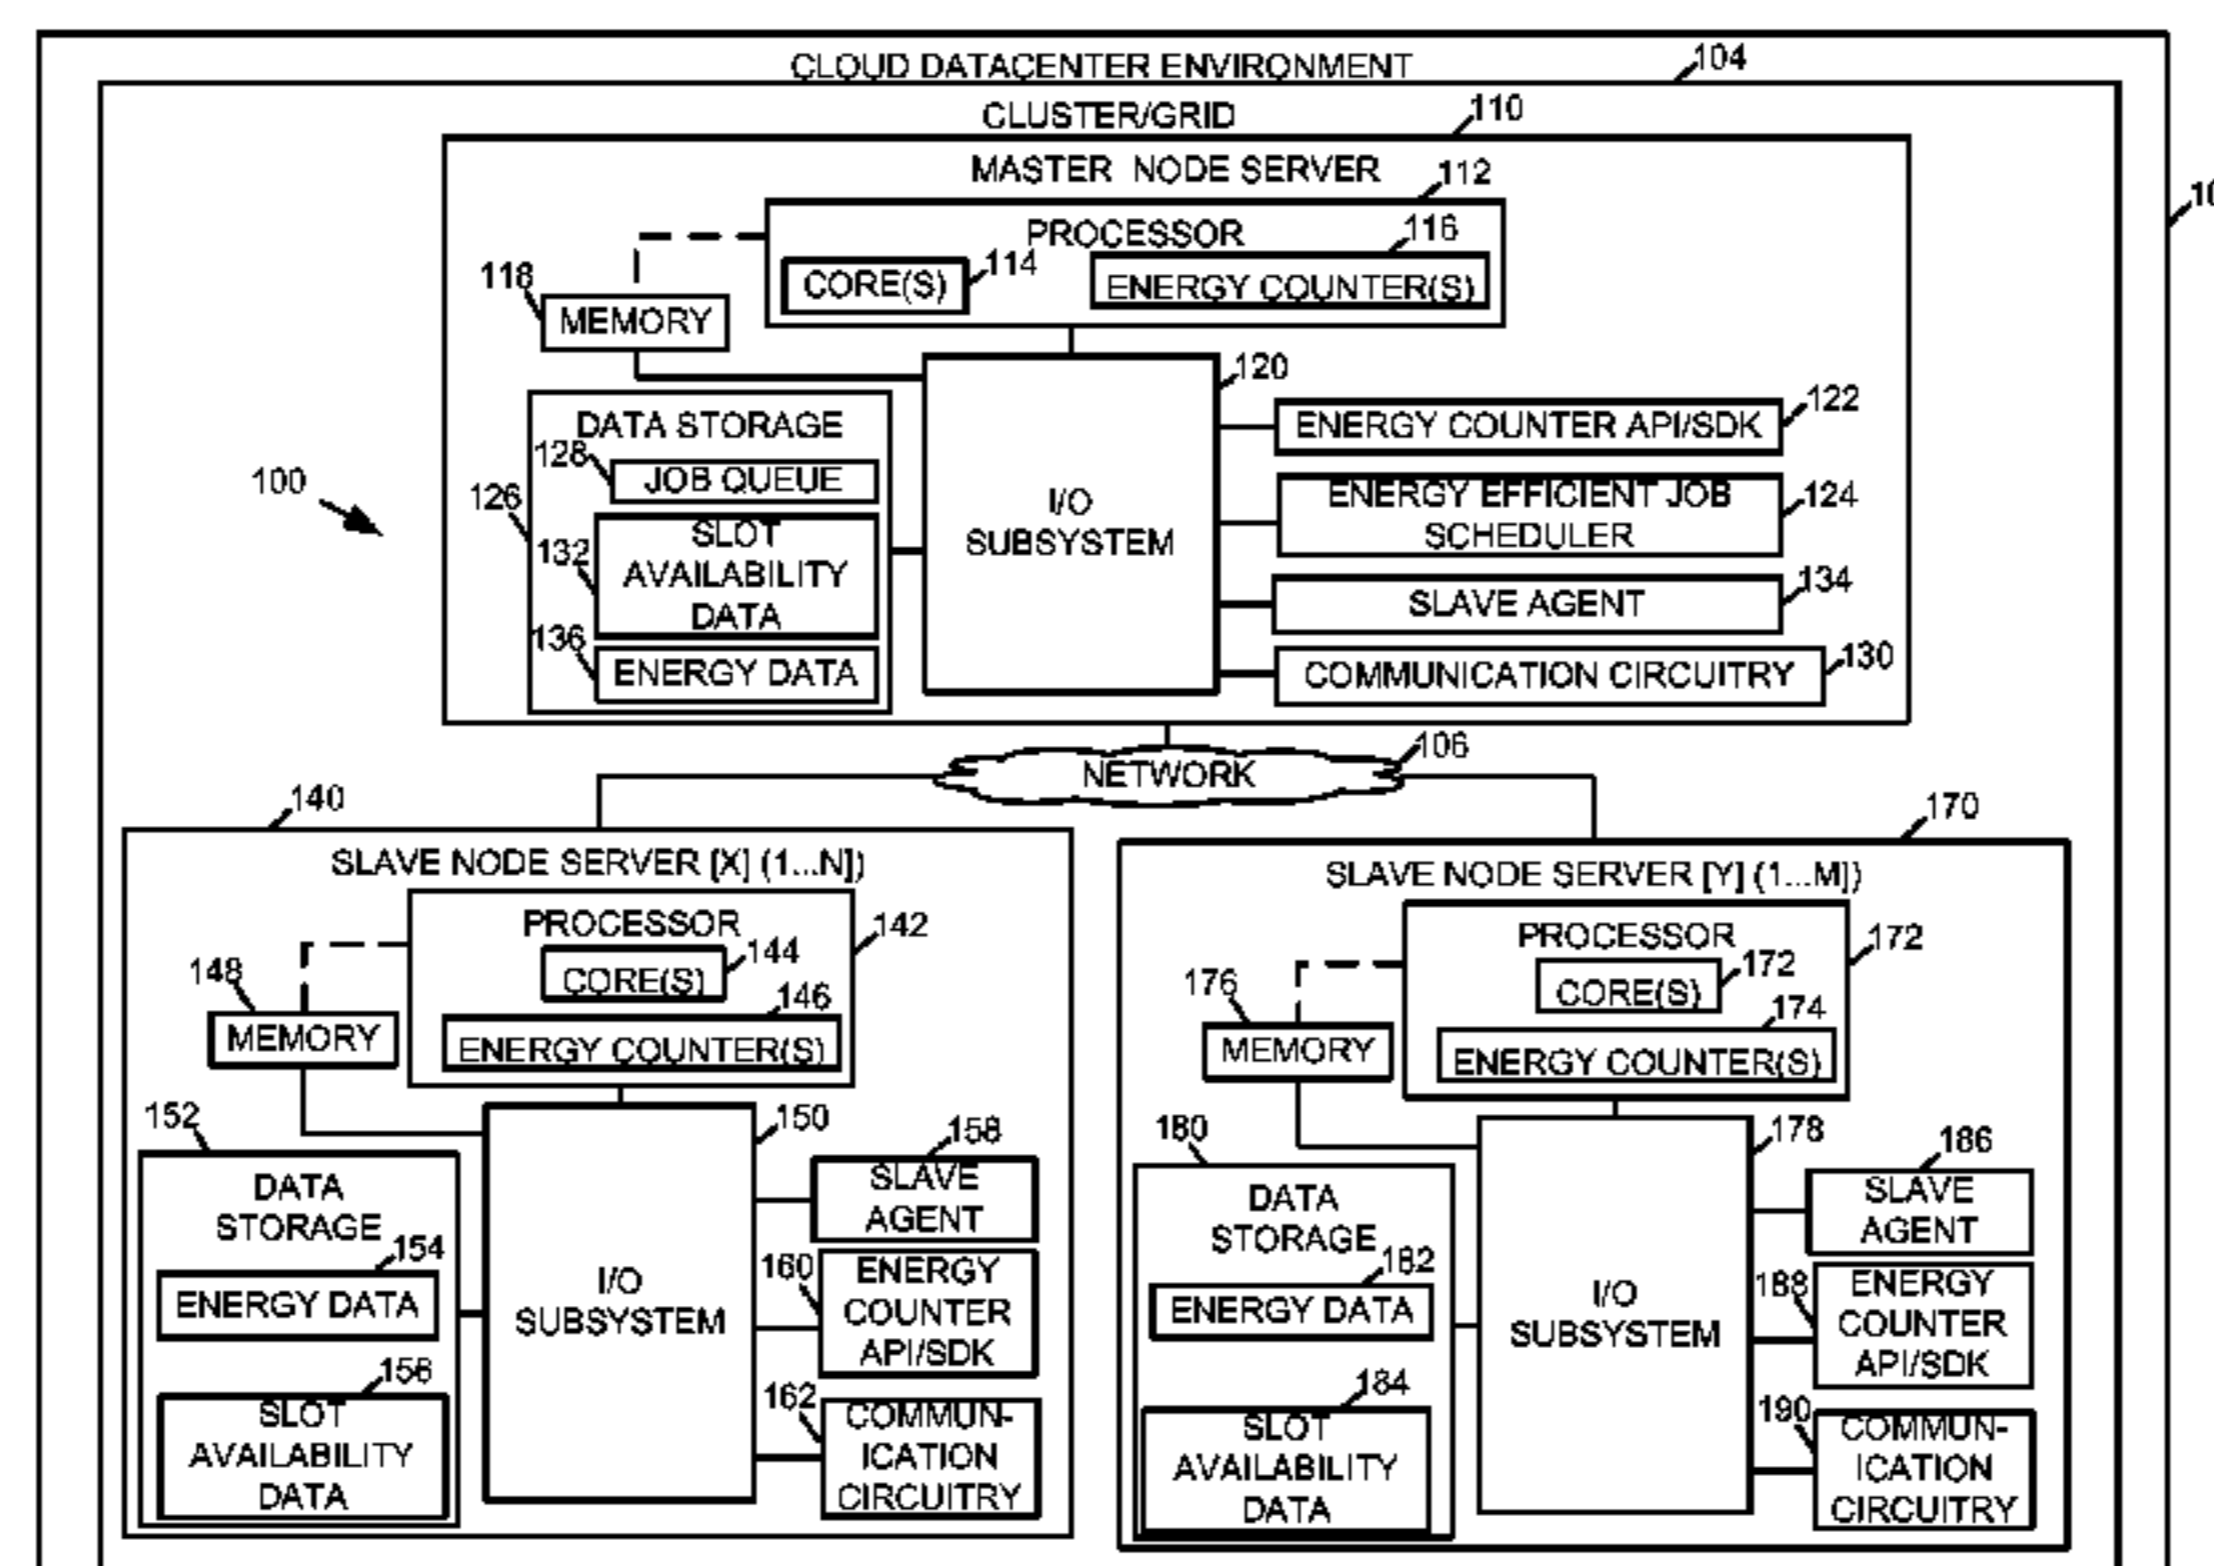 CLOUD DATACENTER ENVIRONMENT
104
10
CLUSTER/GRID
110
MASTER NODE SERVER
112
PROCESSOR
116
CORE(S)
114
ENERGY COUNTER(S)
118
MEMORY
120
DATA STORAGE
128
JOB QUEUE
126
SLOT
AVAILABILITY
DATA
132
136
ENERGY DATA
I/O
SUBSYSTEM
ENERGY COUNTER API/SDK
122
ENERGY EFFICIENT JOB
SCHEDULER
124
SLAVE AGENT
134
COMMUNICATION CIRCUITRY
130
100
NETWORK
106
140
SLAVE NODE SERVER [X] (1...N])
PROCESSOR
142
144
CORE(S)
146
ENERGY COUNTER(S)
148
MEMORY
150
152
DATA
STORAGE
154
ENERGY DATA
156
SLOT
AVAILABILITY
DATA
I/O
SUBSYSTEM
158
SLAVE
AGENT
160
ENERGY
COUNTER
API/SDK
162
COMMUN-
ICATION
CIRCUITRY
170
SLAVE NODE SERVER [Y] (1...M])
PROCESSOR
172
172
CORE(S)
174
ENERGY COUNTER(S)
176
MEMORY
178
180
DATA
STORAGE
182
ENERGY DATA
184
SLOT
AVAILABILITY
DATA
I/O
SUBSYSTEM
186
SLAVE
AGENT
188
ENERGY
COUNTER
API/SDK
190
COMMUN-
ICATION
CIRCUITRY